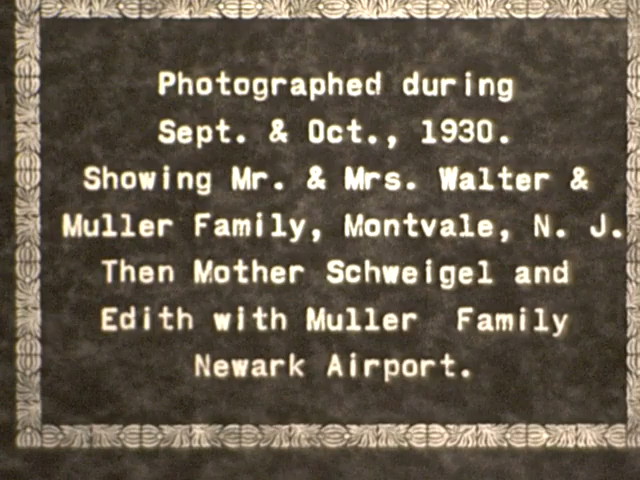 Photographed during
Sept. & Oct., 1930.
Showing Mr. & Mrs. Walter &
Muller Family, Montvale, N. J.
Then Mother Schweigel and
Edith with Muller Family
Newark Airport.